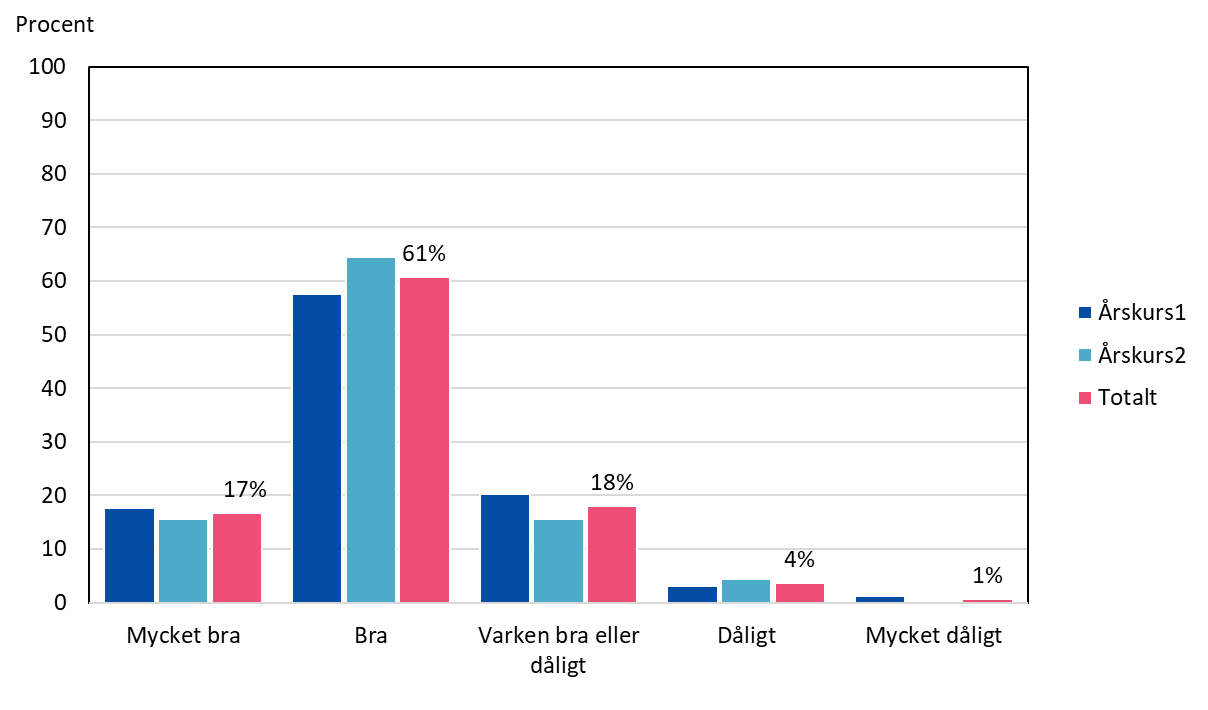 Procent
100
90
80
70
60
50
40
30
20
10
0
17%
61%
18%
4%
1%
Mycket bra
Bra
Varken bra eller
dåligt
Dåligt
Mycket dåligt
Årskurs1
Årskurs2
Totalt